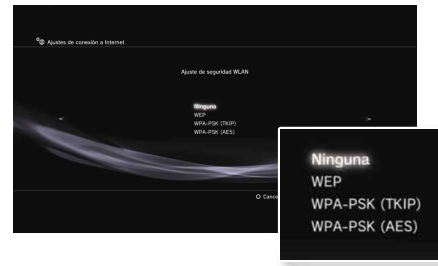 Ajustes de conexión a Internet
Ajuste de seguridad WLAN
Ninguna
WEP
WPA-PSK (TKIP)
WPA-PSK (AES)
Ninguna
WEP
WPA-PSK (TKIP)
WPA-PSK (AES)